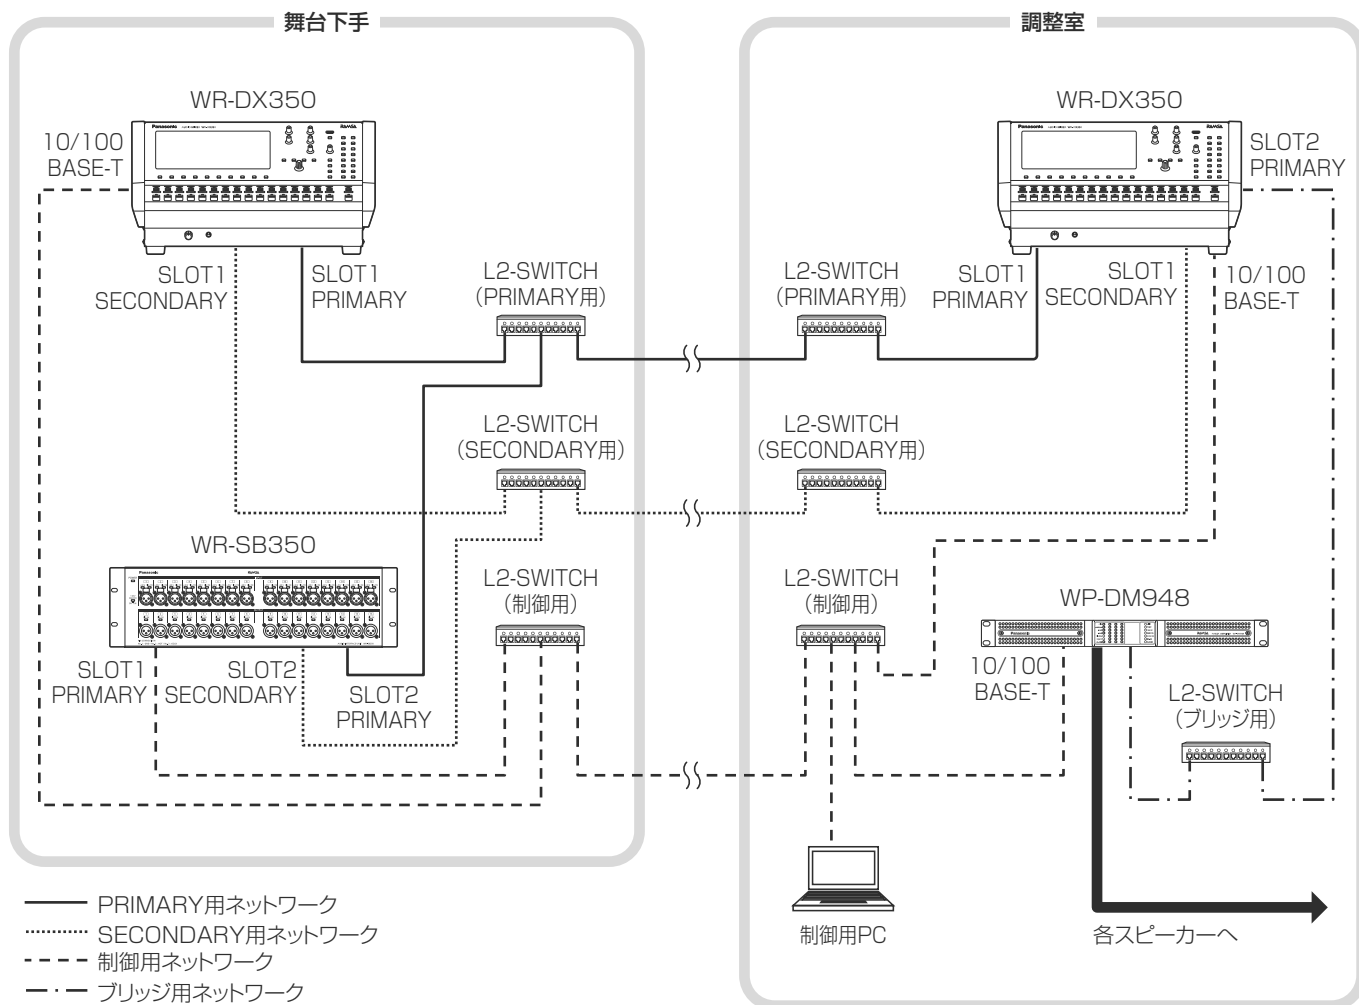 舞台下手
WR-DX350
Panasonic
RAMSA
10/100
BASE-T
SLOT1
SECONDARY
SLOT1
PRIMARY
L2-SWITCH
(PRIMARY用)
L2-SWITCH
(SECONDARY用)
WR-SB350
Panasonic
RAMSA
L2-SWITCH
(制御用)
SLOT1
PRIMARY
SLOT2
SECONDARY
SLOT2
PRIMARY
調整室
WR-DX350
Panasonic
RAMSA
SLOT2
PRIMARY
L2-SWITCH
(PRIMARY用)
SLOT1
PRIMARY
SLOT1
SECONDARY
10/100
BASE-T
L2-SWITCH
(SECONDARY用)
L2-SWITCH
(制御用)
WP-DM948
Panasonic
10/100
BASE-T
L2-SWITCH
(ブリッジ用)
制御用PC
各スピーカーへ
PRIMARY用ネットワーク
SECONDARY用ネットワーク
制御用ネットワーク
ブリッジ用ネットワーク